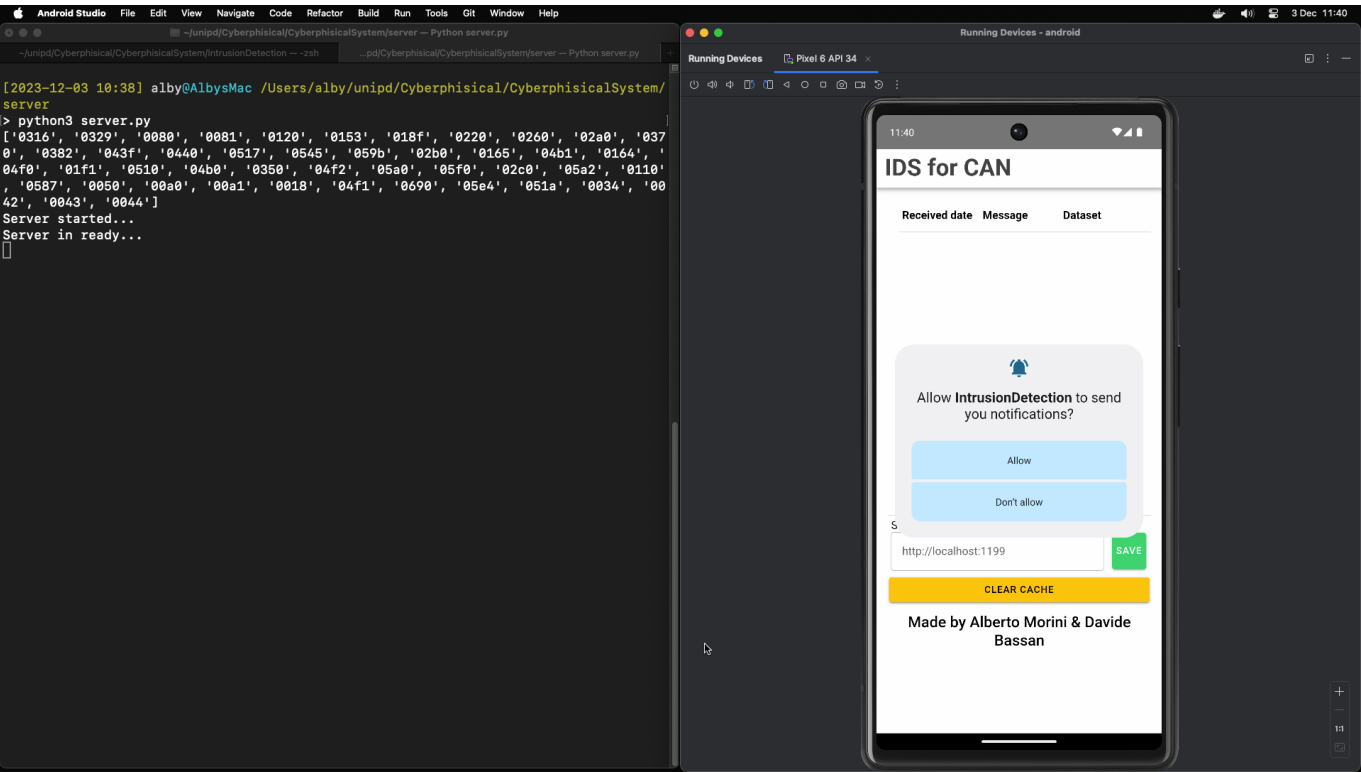 Android Studio File Edit View Navigate Code Refactor Build Run Tools Git Window Help 3 Dec 11:40
~/unipd/Cyberphisical/CyberphisicalSystem/server — Python server.py
~/unipd/Cyberphisical/CyberphisicalSystem/IntrusionDetection — -zsh
...pd/Cyberphisical/CyberphisicalSystem/server — Python server.py
[2023-12-03 10:38] alby@AlbysMac /Users/alby/unipd/Cyberphisical/CyberphisicalSystem/
server
> python3 server.py
['0316', '0329', '0080', '0081', '0120', '0153', '018f', '0220', '0260', '02a0', '037
0', '0382', '043f', '0440', '0517', '0545', '059b', '02b0', '0165', '04b1', '0164', '
04f0', '01f1', '0510', '04b0', '0350', '04f2', '05a0', '05f0', '02c0', '05a2', '0110'
, '0587', '0050', '00a0', '00a1', '0018', '04f1', '0690', '05e4', '051a', '0034', '00
42', '0043', '0044']
Server started...
Server in ready...
Running Devices - android
Running Devices Pixel 6 API 34
11:40
IDS for CAN
Received date Message Dataset
Allow IntrusionDetection to send
you notifications?
Allow
Don't allow
http://localhost:1199
SAVE
CLEAR CACHE
Made by Alberto Morini & Davide
Bassan
1:1